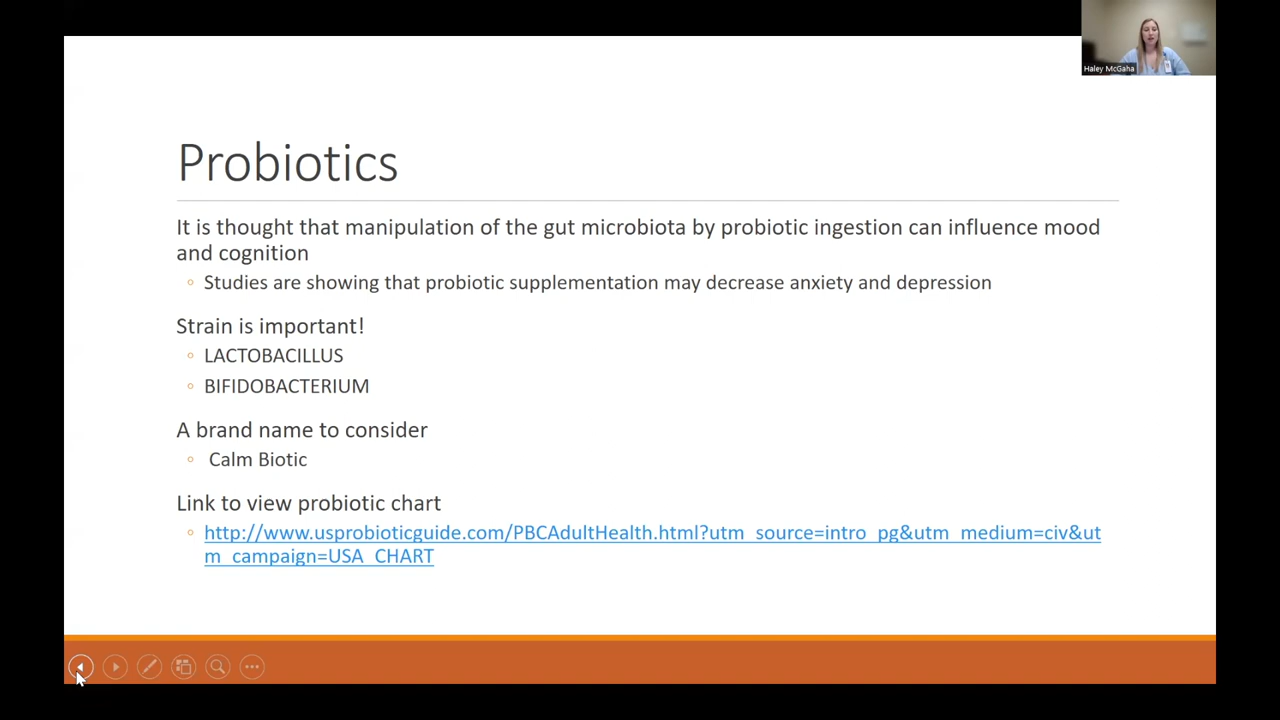 Haley McGaha
Probiotics
It is thought that manipulation of the gut microbiota by probiotic ingestion can influence mood
and cognition
Studies are showing that probiotic supplementation may decrease anxiety and depression
Strain is important!
LACTOBACILLUS
BIFIDOBACTERIUM
A brand name to consider
Calm Biotic
Link to view probiotic chart
http://www.usprobioticguide.com/PBCAdultHealth.html?utm_source=intro_pg&utm_medium=civ&ut
m_campaign=USA_CHART